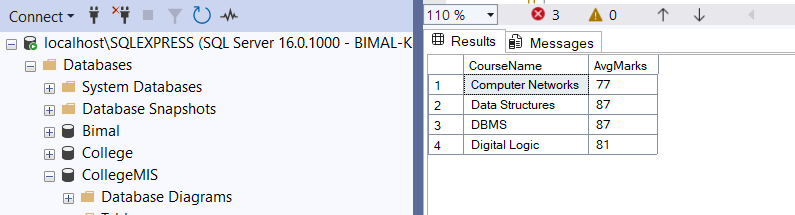 Connect
localhost\SQLEXPRESS (SQL Server 16.0.1000 - BIMAL-K
Databases
System Databases
Database Snapshots
Bimal
College
CollegeMIS
Database Diagrams
110 %
3
0
Results
Messages
CourseName AvgMarks
1 Computer Networks 77
2 Data Structures 87
3 DBMS 87
4 Digital Logic 81